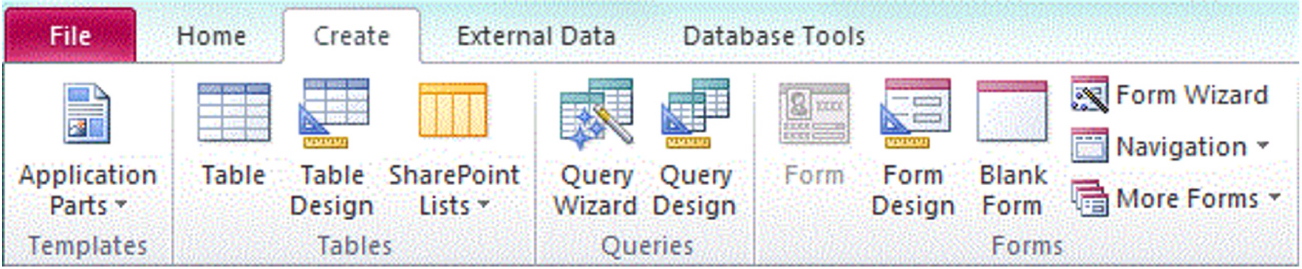 File Home Create External Data Database Tools
Application Parts
Templates
Table
Table Design
SharePoint Lists
Tables
Query Wizard
Query Design
Queries
Form
Form Design
Blank Form
Form Wizard
Navigation
More Forms
Forms